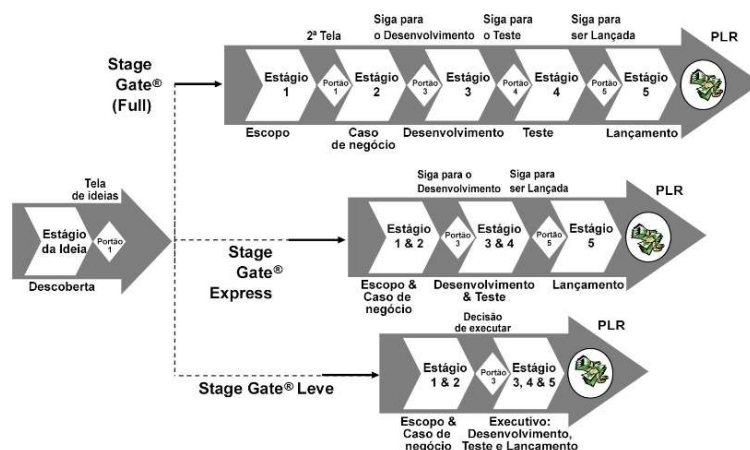 2ª Tela
Siga para
o Desenvolvimento
Siga para
o Teste
Siga para
ser Lançada
PLR
Stage
Gate®
(Full)
Estágio
1
Portão
1
Estágio
2
Portão
3
Estágio
3
Portão
4
Estágio
4
Portão
5
Estágio
5
Escopo
Caso
de negócio
Desenvolvimento
Teste
Lançamento
Tela
de ideias
Estágio
da Ideia
Portão
1
Descoberta
Siga para o
Desenvolvimento
Siga para
ser Lançada
PLR
Stage
Gate®
Express
Estágio
1 & 2
Portão
3
Estágio
3 & 4
Portão
5
Estágio
5
Escopo &
Caso de
negócio
Desenvolvimento
& Teste
Lançamento
Decisão
de executar
PLR
Stage Gate® Leve
Estágio
1 & 2
Portão
3
Estágio
3, 4 & 5
Escopo &
Caso de
negócio
Executivo:
Desenvolvimento,
Teste e Lancamento